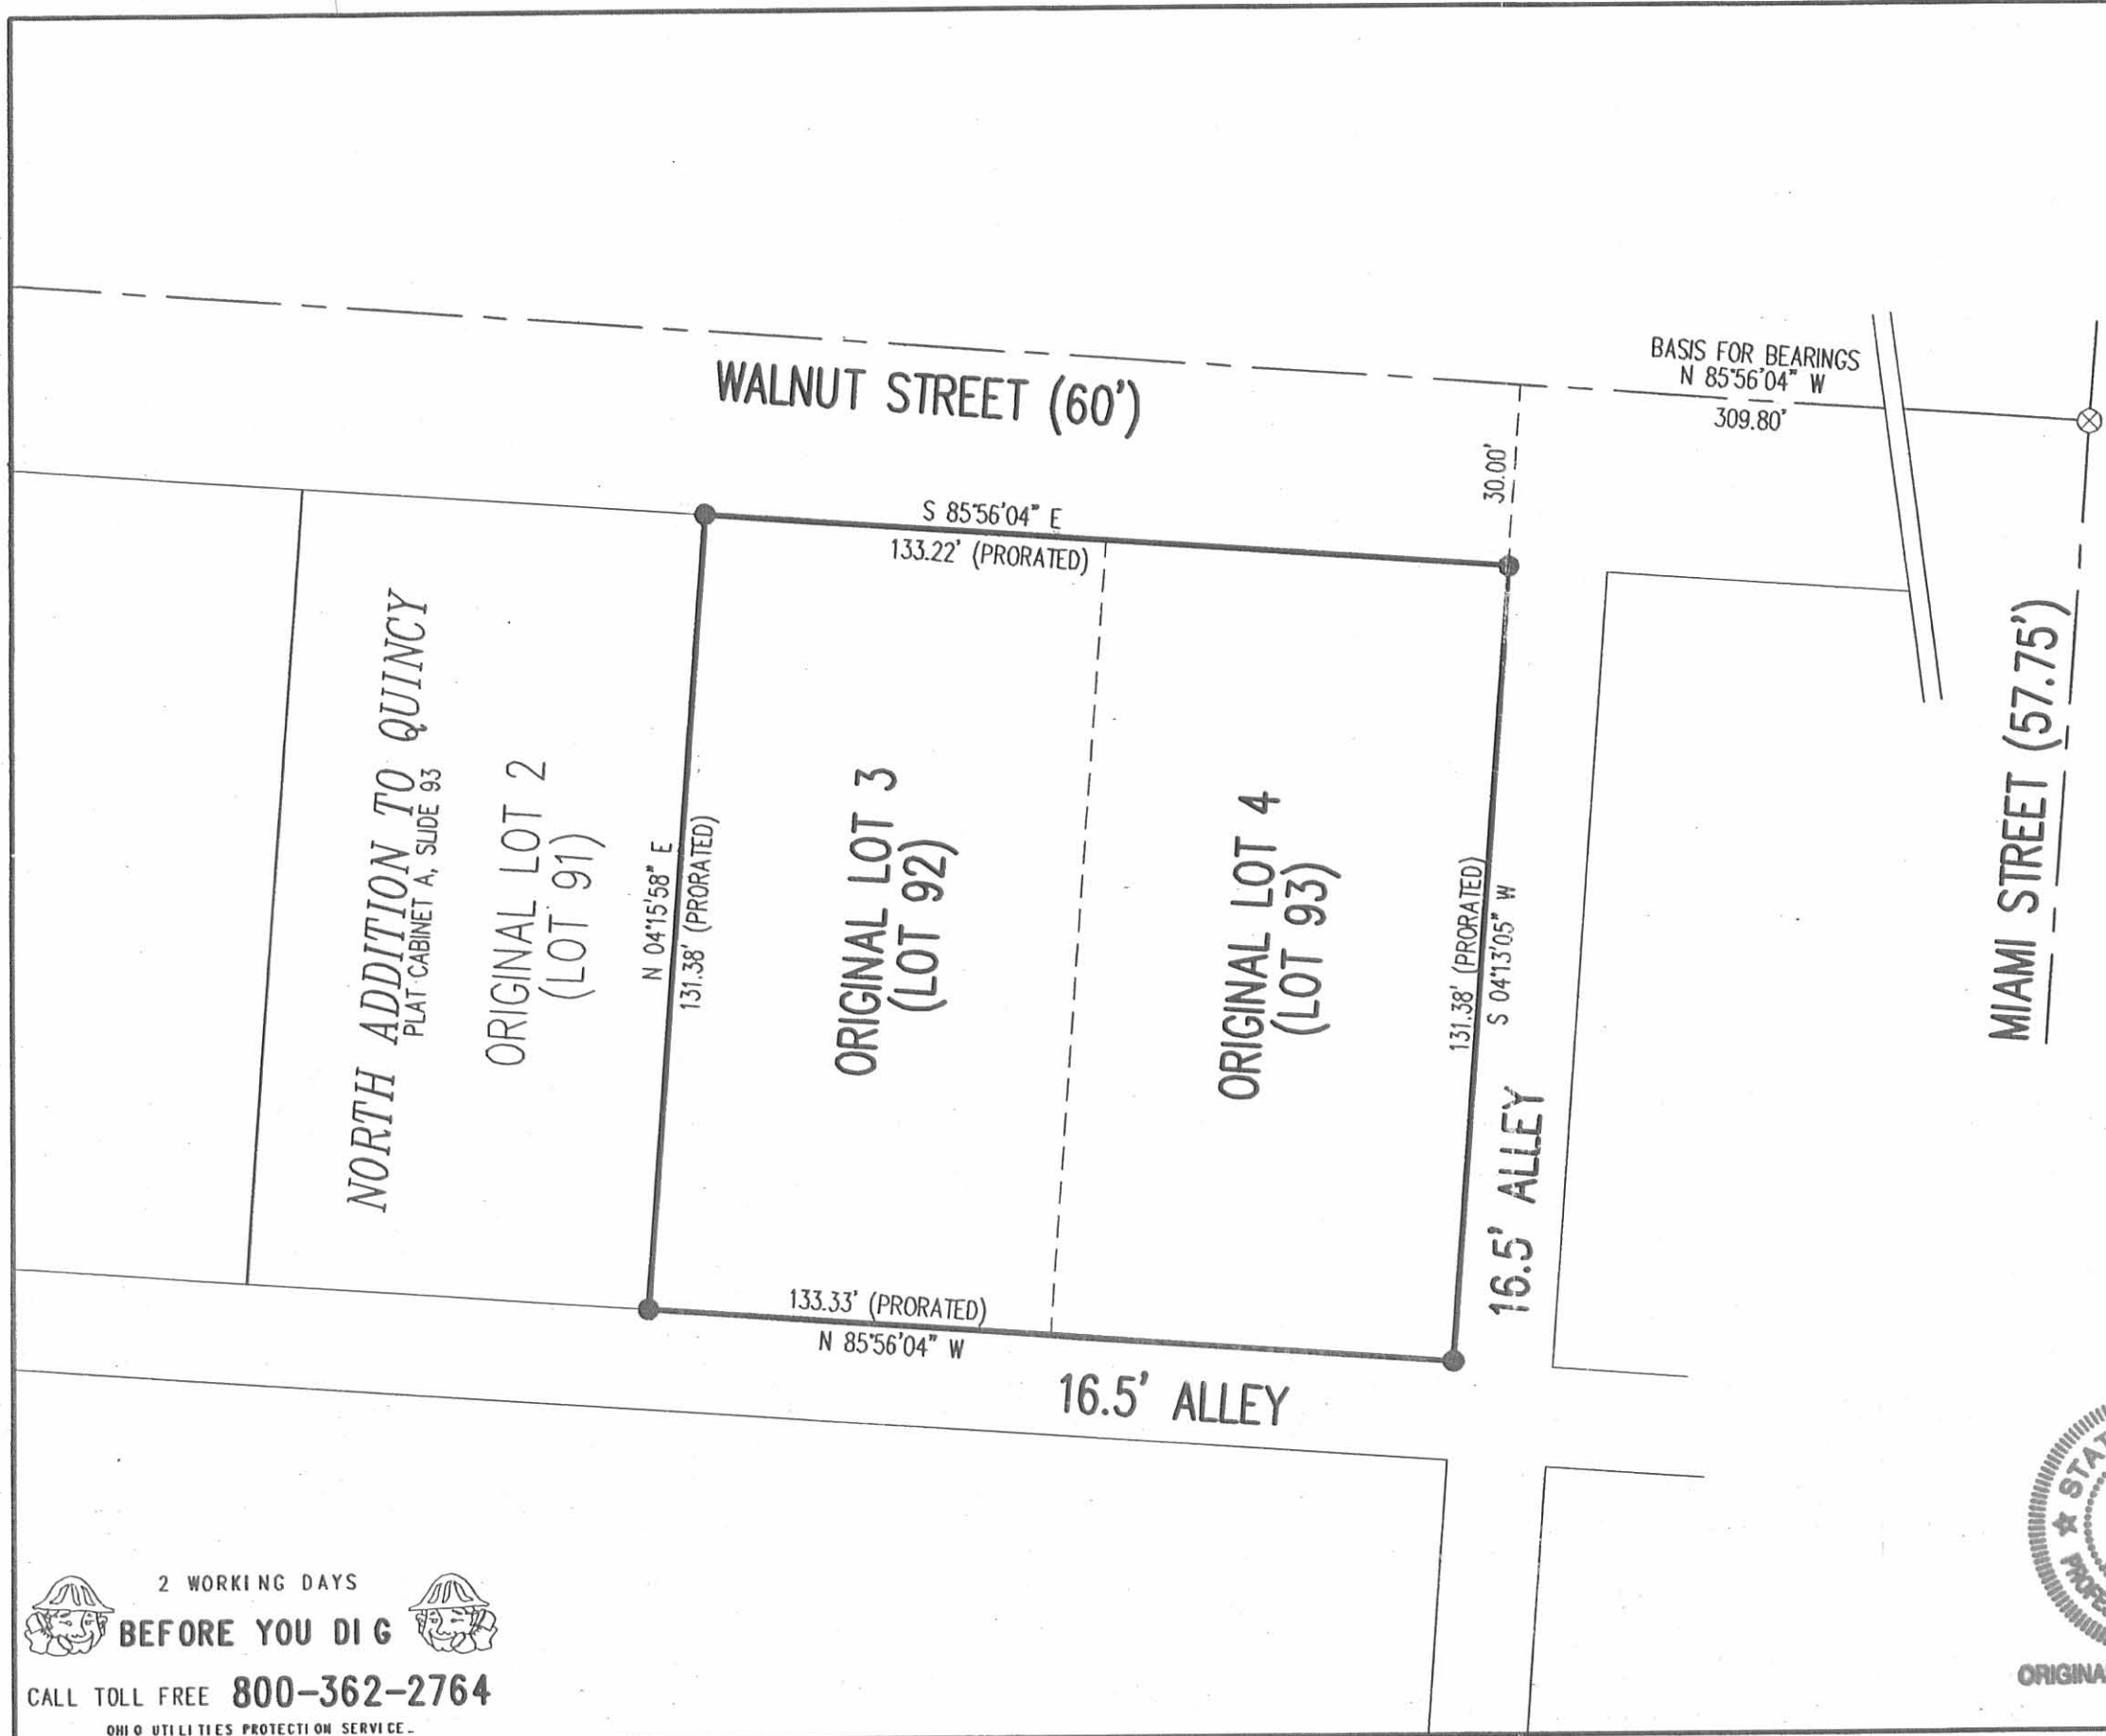 BASIS FOR BEARINGS
N 85°56'04" W
309.80'
WALNUT STREET (60')
30.00'
S 85°56'04" E
133.22' (PRORATED)
NORTH ADDITION TO QUINCY
PLAT CABINET A, SLIDE 93
ORIGINAL LOT 2
(LOT 91)
N 04°15'58" E
131.38' (PRORATED)
ORIGINAL LOT 3
(LOT 92)
ORIGINAL LOT 4
(LOT 93)
131.38' (PRORATED)
S 04°13'05" W
16.5' ALLEY
MIAMI STREET (57.75')
133.33' (PRORATED)
N 85°56'04" W
16.5' ALLEY
2 WORKING DAYS
BEFORE YOU DIG
CALL TOLL FREE 800-362-2764
OHIO UTILITIES PROTECTION SERVICE